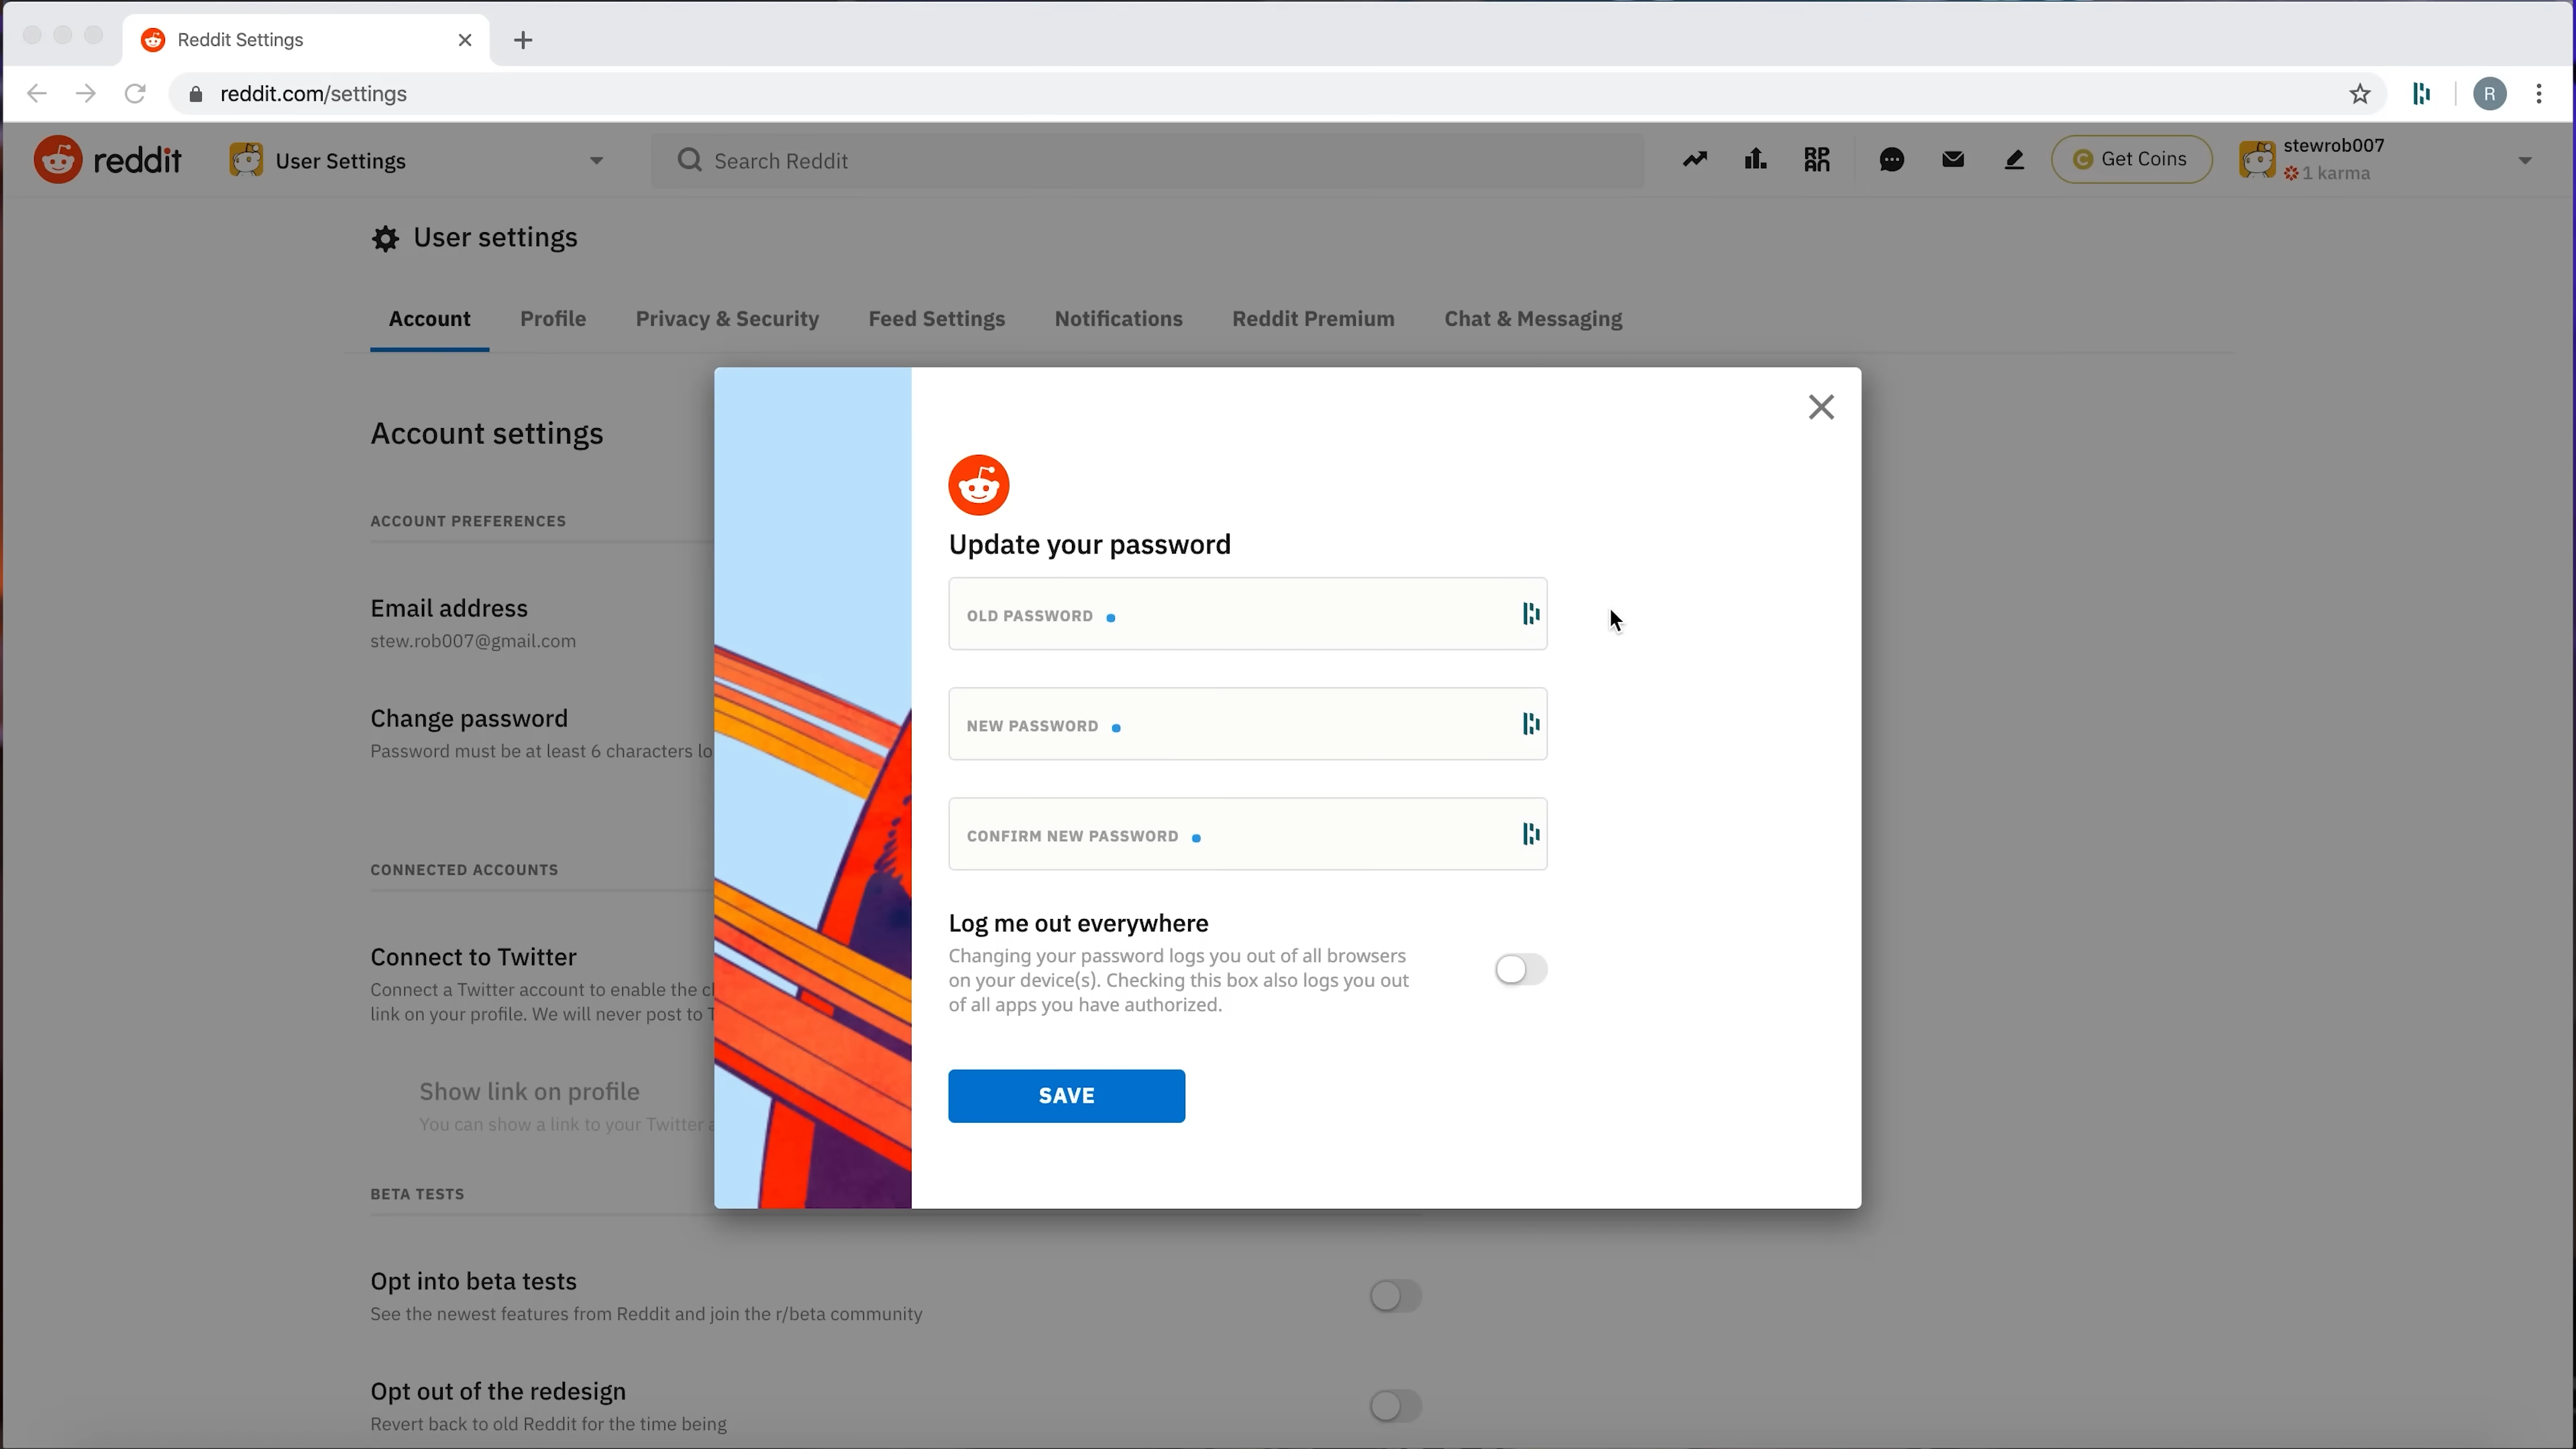 Reddit Settings
reddit.com/settings
R
reddit
User Settings
Search Reddit
RP
AN
Get Coins
stewrob007
1 karma
User settings
Account
Profile
Privacy & Security
Feed Settings
Notifications
Reddit Premium
Chat & Messaging
Account settings
ACCOUNT PREFERENCES
Email address
stew.rob007@gmail.com
Change password
Password must be at least 6 characters lo
CONNECTED ACCOUNTS
Connect to Twitter
Connect a Twitter account to enable the
link on your profile. We will never post to
Show link on profile
You can show a link to your Twitter
BETA TESTS
Opt into beta tests
See the newest features from Reddit and join the r/beta community
Opt out of the redesign
Revert back to old Reddit for the time being
Update your password
OLD PASSWORD
NEW PASSWORD
CONFIRM NEW PASSWORD
Log me out everywhere
Changing your password logs you out of all browsers
on your device(s). Checking this box also logs you out
of all apps you have authorized.
SAVE